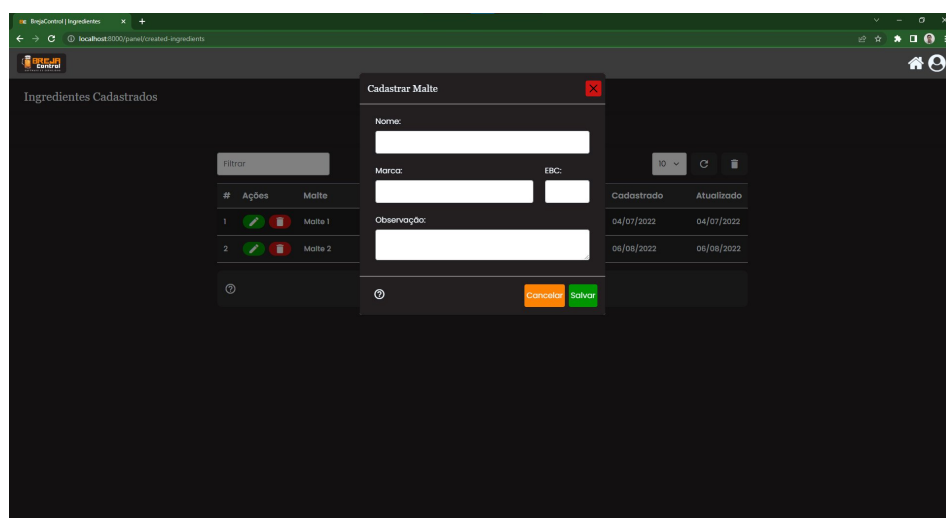 BrejaControl | Ingredientes
localhost:8000/panel/created-ingredients
BREJA
Control
Ingredientes Cadastrados
Cadastrar Malte
Nome:
Marca: EBC:
Observação:
Cancelar Salvar
Filtrar 10
# Ações Malte Cadastrado Atualizado
1 Malte 1 04/07/2022 04/07/2022
2 Malte 2 06/08/2022 06/08/2022